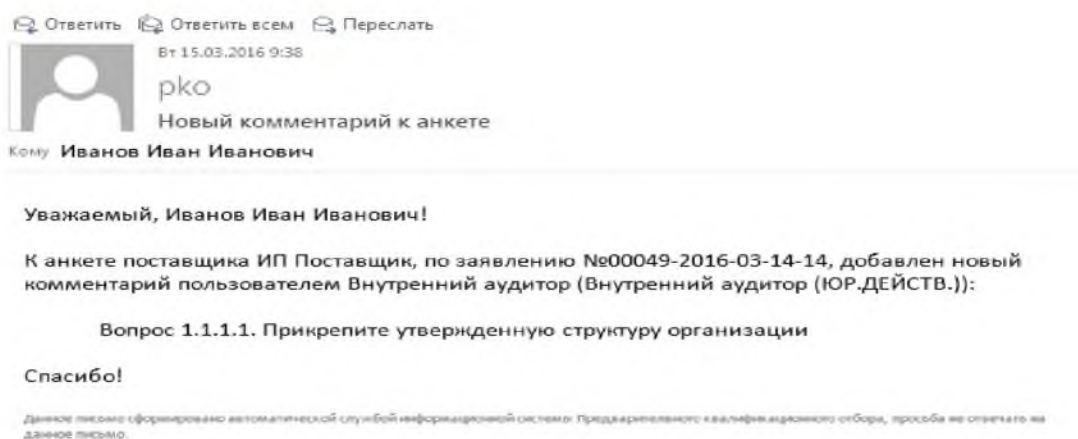 Ответить Ответить всем Переслать
Вт 15.03.2016 9:38
pko
Новый комментарий к анкете
Кому Иванов Иван Иванович
Уважаемый, Иванов Иван Иванович!
К анкете поставщика ИП Поставщик, по заявлению №00049-2016-03-14-14, добавлен новый
комментарий пользователем Внутренний аудитор (Внутренний аудитор (ЮР.ДЕЙСТВ.)):
Вопрос 1.1.1.1. Прикрепите утвержденную структуру организации
Спасибо!
Данное письмо сформировано автоматической службой информационной системы Предварительного квалификационного отбора, просьба не отвечать на
данное письмо.